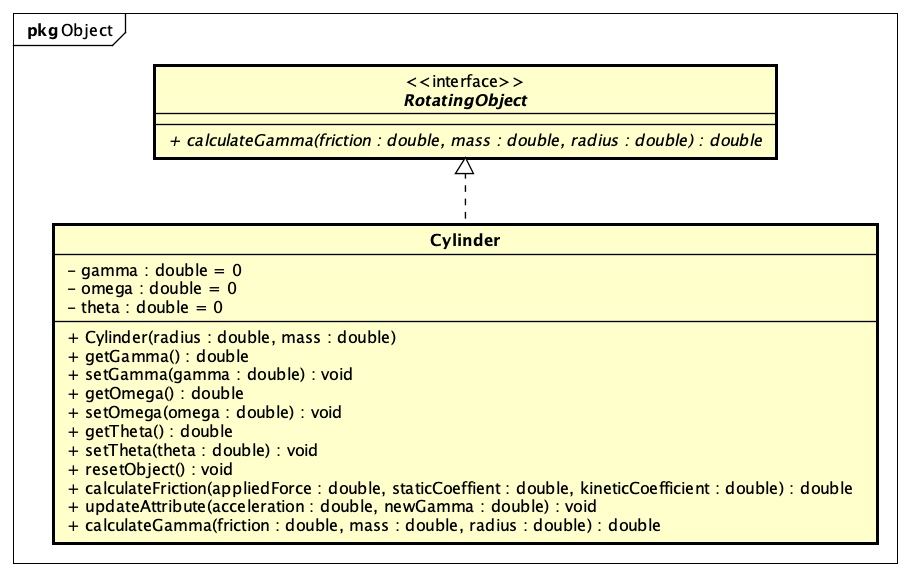 pkg Object
<<interface>>
RotatingObject
+ calculateGamma(friction : double, mass : double, radius : double) : double
Cylinder
- gamma : double = 0
- omega : double = 0
- theta : double = 0
+ Cylinder(radius : double, mass : double)
+ getGamma() : double
+ setGamma(gamma : double) : void
+ getOmega() : double
+ setOmega(omega : double) : void
+ getTheta() : double
+ setTheta(theta : double) : void
+ resetObject() : void
+ calculateFriction(appliedForce : double, staticCoeffient : double, kineticCoefficient : double) : double
+ updateAttribute(acceleration : double, newGamma : double) : void
+ calculateGamma(friction : double, mass : double, radius : double) : double